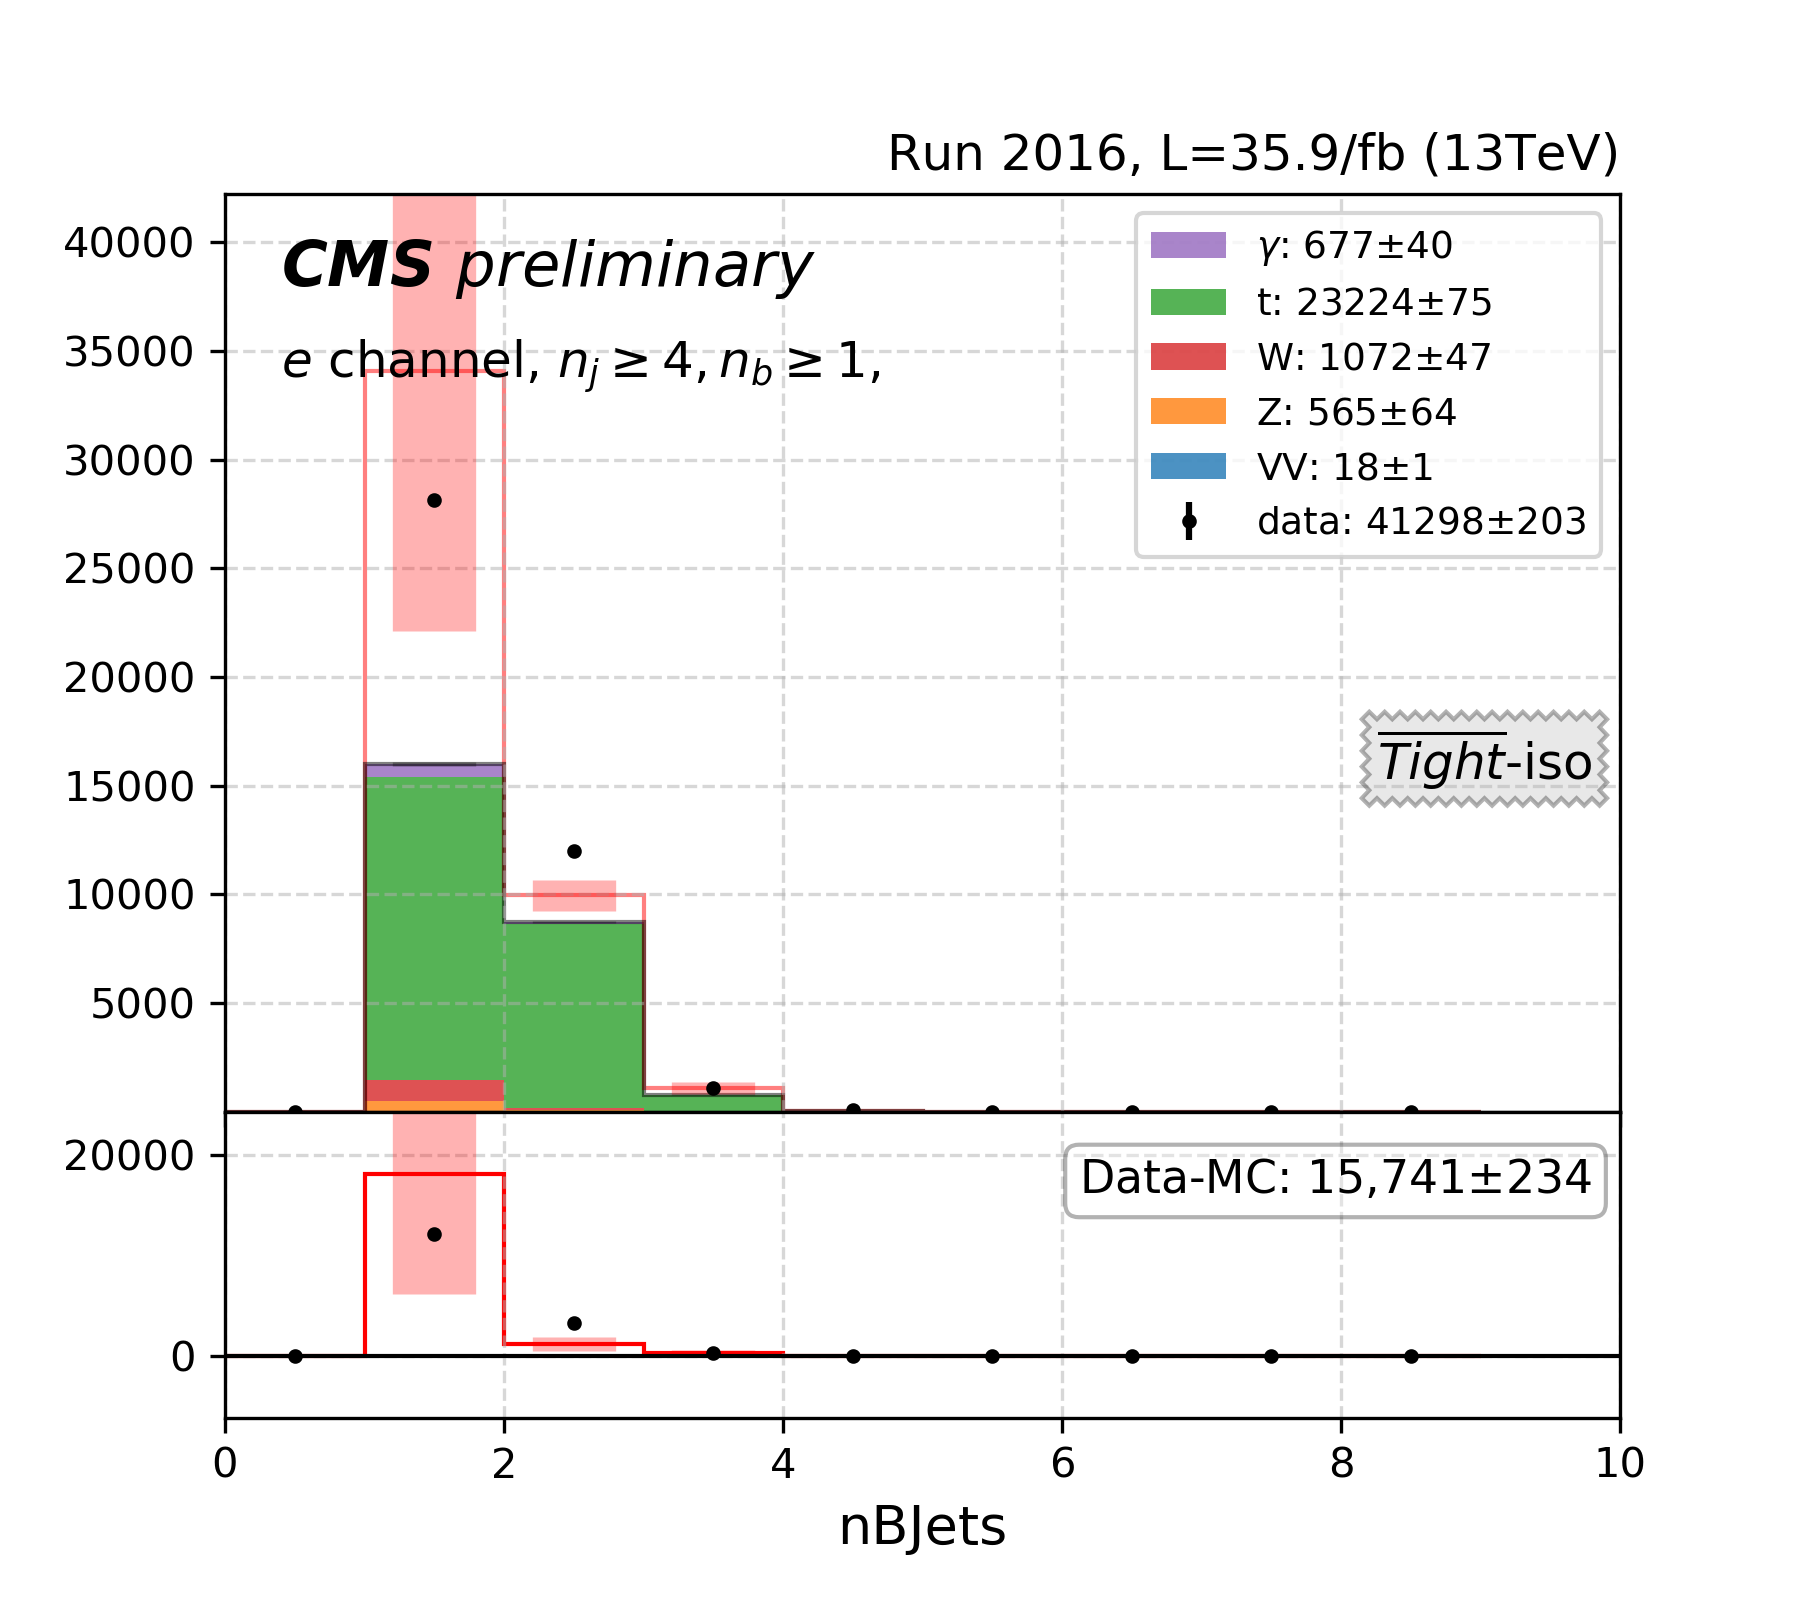 Run 2016, L=35.9/fb (13TeV)
CMS preliminary
e channel, n_j ≥ 4, n_b ≥ 1,
γ: 677±40
t: 23224±75
W: 1072±47
Z: 565±64
VV: 18±1
data: 41298±203
40000
35000
30000
25000
20000
15000
10000
5000
T̅i̅g̅h̅t̅-iso
20000
0
Data-MC: 15,741±234
0 2 4 6 8 10
nBJets